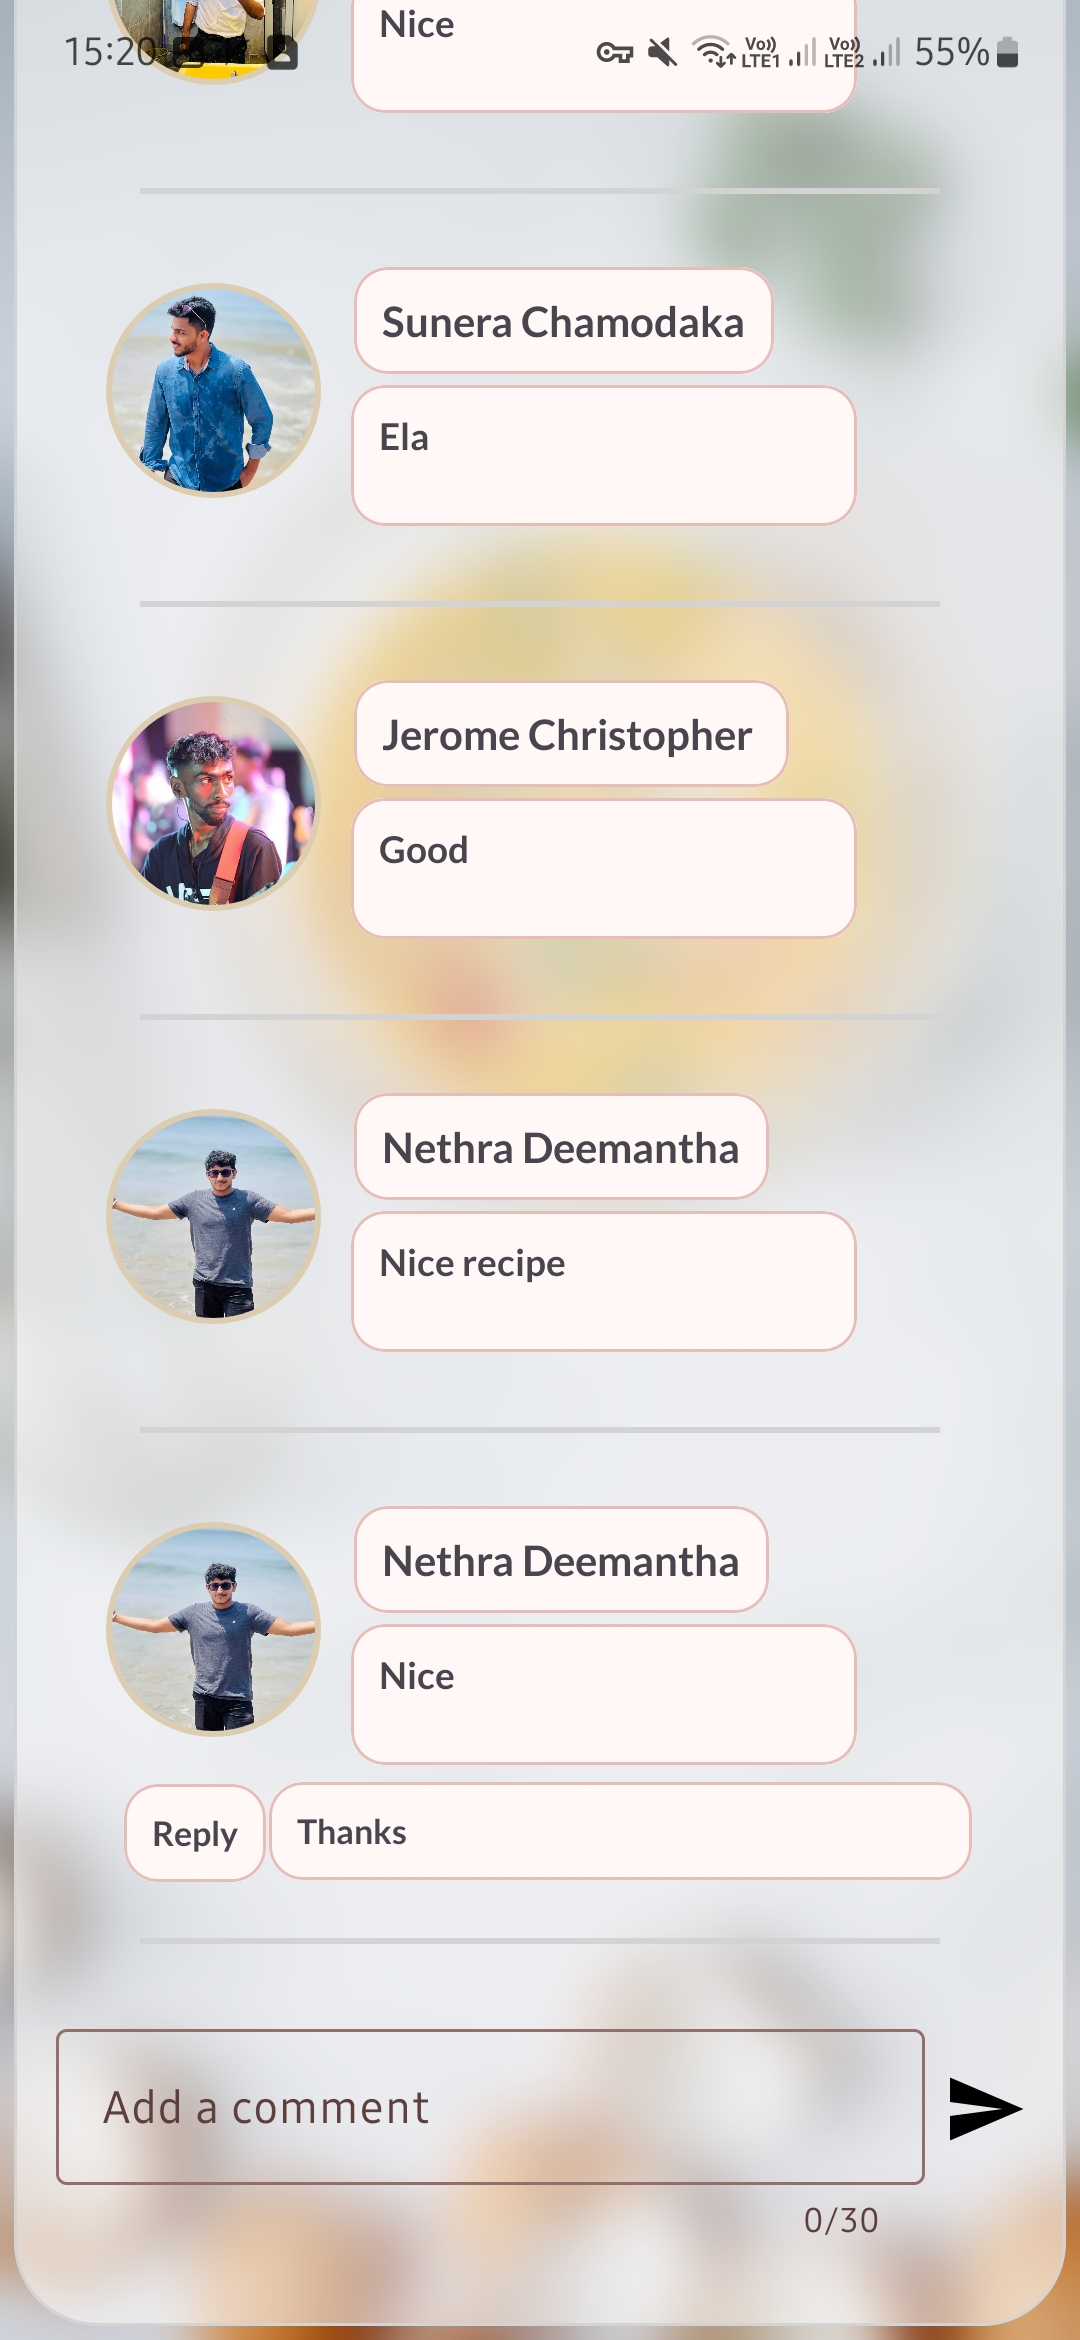 Nice
15:20
Vo)) LTE1 Vo)) LTE2 55%
Sunera Chamodaka
Ela
Jerome Christopher
Good
Nethra Deemantha
Nice recipe
Nethra Deemantha
Nice
Reply Thanks
Add a comment
0/30